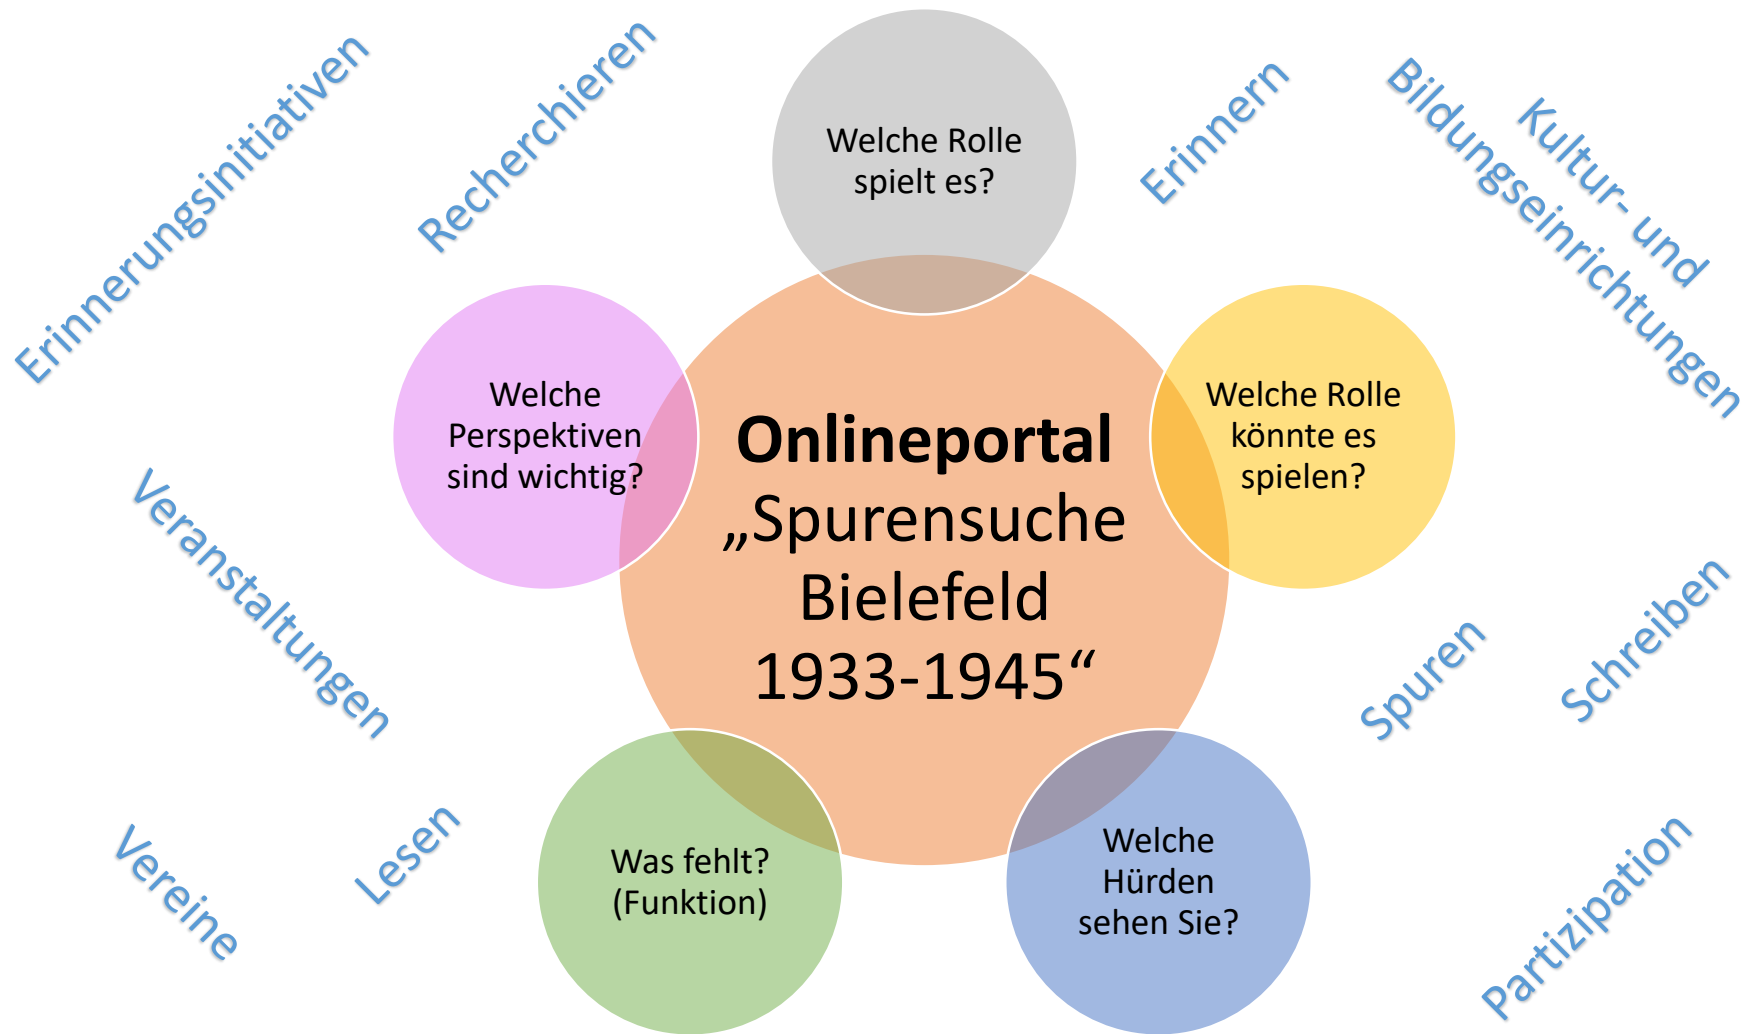 Erinnerungsinitiativen
Recherchieren
Welche Rolle
spielt es?
Erinnern
Kultur- und
Bildungseinrichtungen
Welche
Perspektiven
sind wichtig?
Onlineportal
„Spurensuche
Bielefeld
1933-1945“
Welche Rolle
könnte es
spielen?
Veranstaltungen
Spuren
Schreiben
Vereine
Lesen
Was fehlt?
(Funktion)
Welche
Hürden
sehen Sie?
Partizipation